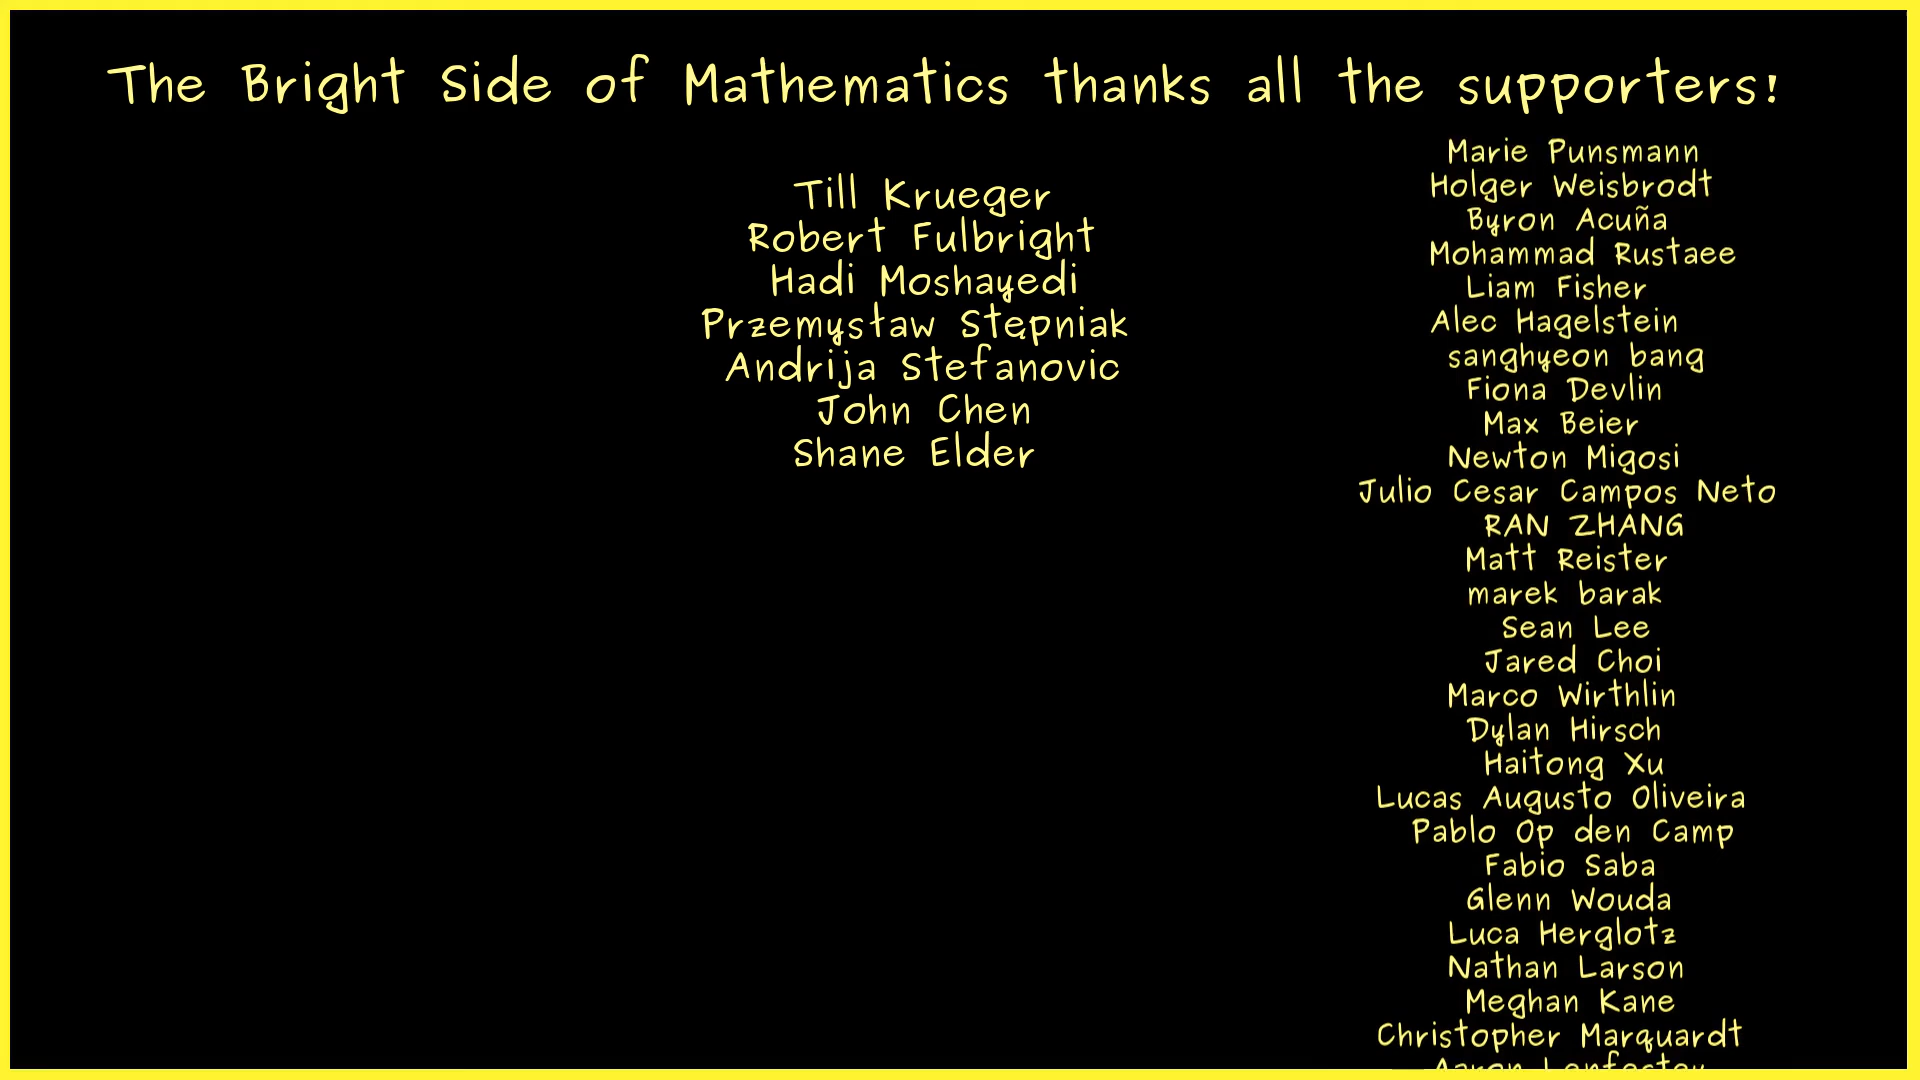 The Bright Side of Mathematics thanks all the supporters!
Till Krueger
Robert Fulbright
Hadi Moshayedi
Przemysław Stępniak
Andrija Stefanovic
John Chen
Shane Elder
Marie Punsmann
Holger Weisbrodt
Byron Acuña
Mohammad Rustaee
Liam Fisher
Alec Hagelstein
sanghyeon bang
Fiona Devlin
Max Beier
Newton Migosi
Julio Cesar Campos Neto
RAN ZHANG
Matt Reister
marek barak
Sean Lee
Jared Choi
Marco Wirthlin
Dylan Hirsch
Haitong Xu
Lucas Augusto Oliveira
Pablo Op den Camp
Fabio Saba
Glenn Wouda
Luca Herglotz
Nathan Larson
Meghan Kane
Christopher Marquardt
Aaron